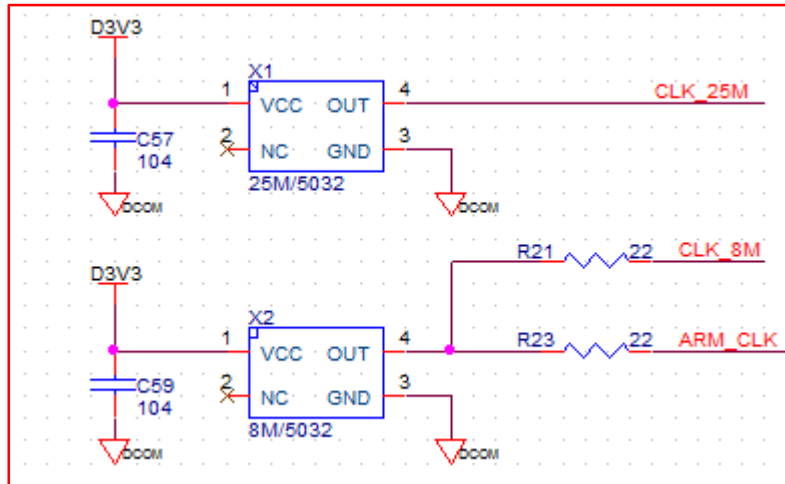 D3V3
X1
1
VCC OUT
4
CLK_25M
C57
104
2
NC GND
3
25M/5032
DCOM
DCOM
D3V3
R21
22
CLK_8M
X2
1
VCC OUT
4
R23
22
ARM_CLK
C59
104
2
NC GND
3
8M/5032
DCOM
DCOM